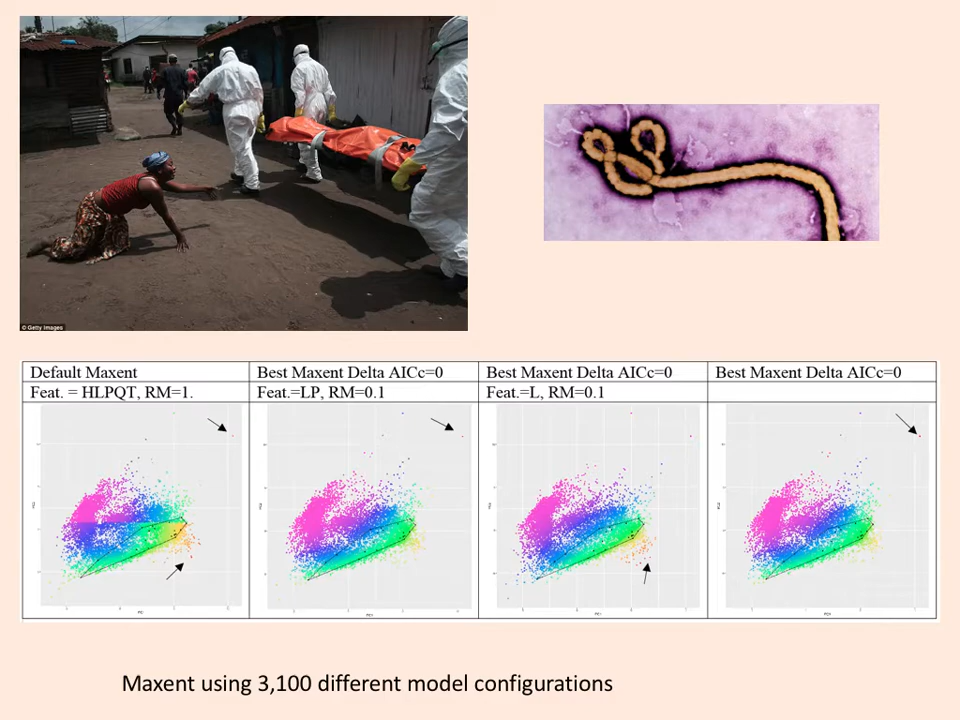 © Getty Images
Default Maxent
Best Maxent Delta AICc=0
Best Maxent Delta AICc=0
Best Maxent Delta AICc=0
Feat. = HLPQT, RM=1.
Feat.=LP, RM=0.1
Feat.=L, RM=0.1
Maxent using 3,100 different model configurations